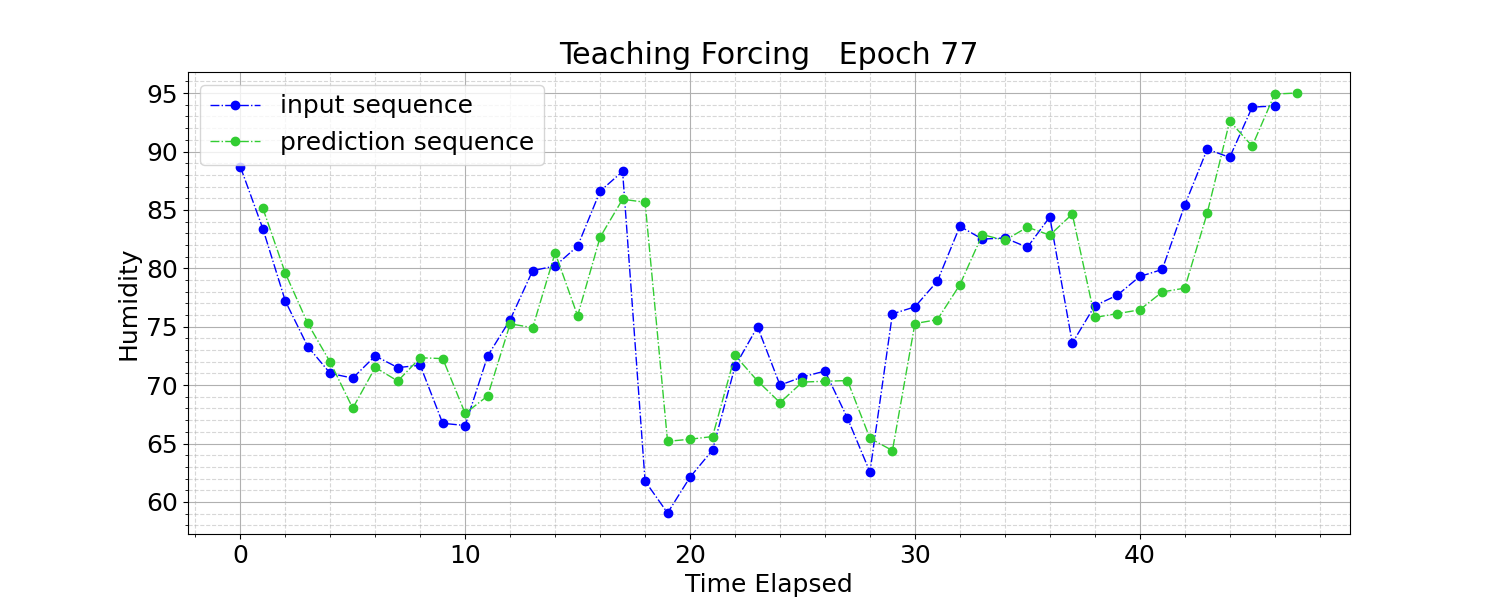 Teaching Forcing   Epoch 77
input sequence
prediction sequence
95
90
85
80
75
70
65
60
Humidity
0 10 20 30 40
Time Elapsed